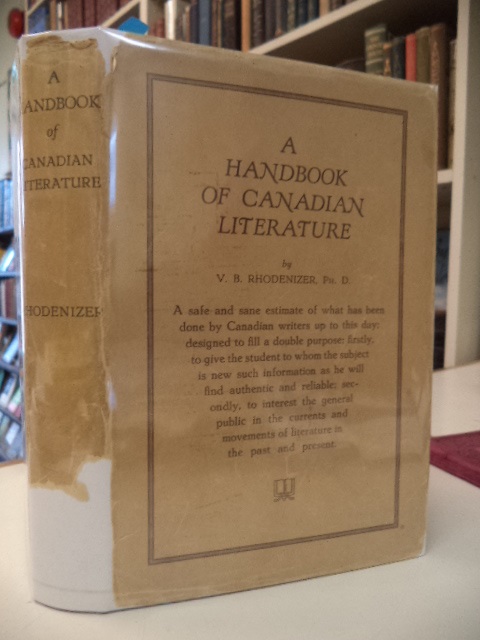 A
ANDBOOK
of
CANADIAN
ITERATURE
HODENIZER
A
HANDBOOK
OF CANADIAN
LITERATURE
by
V. B. RHODENIZER, Ph. D.
A safe and sane estimate of what has been
done by Canadian writers up to this day;
designed to fill a double purpose: firstly,
to give the student to whom the subject
is new such information as he will
find authentic and reliable; sec-
ondly, to interest the general
public in the currents and
movements of literature in
the past and present.